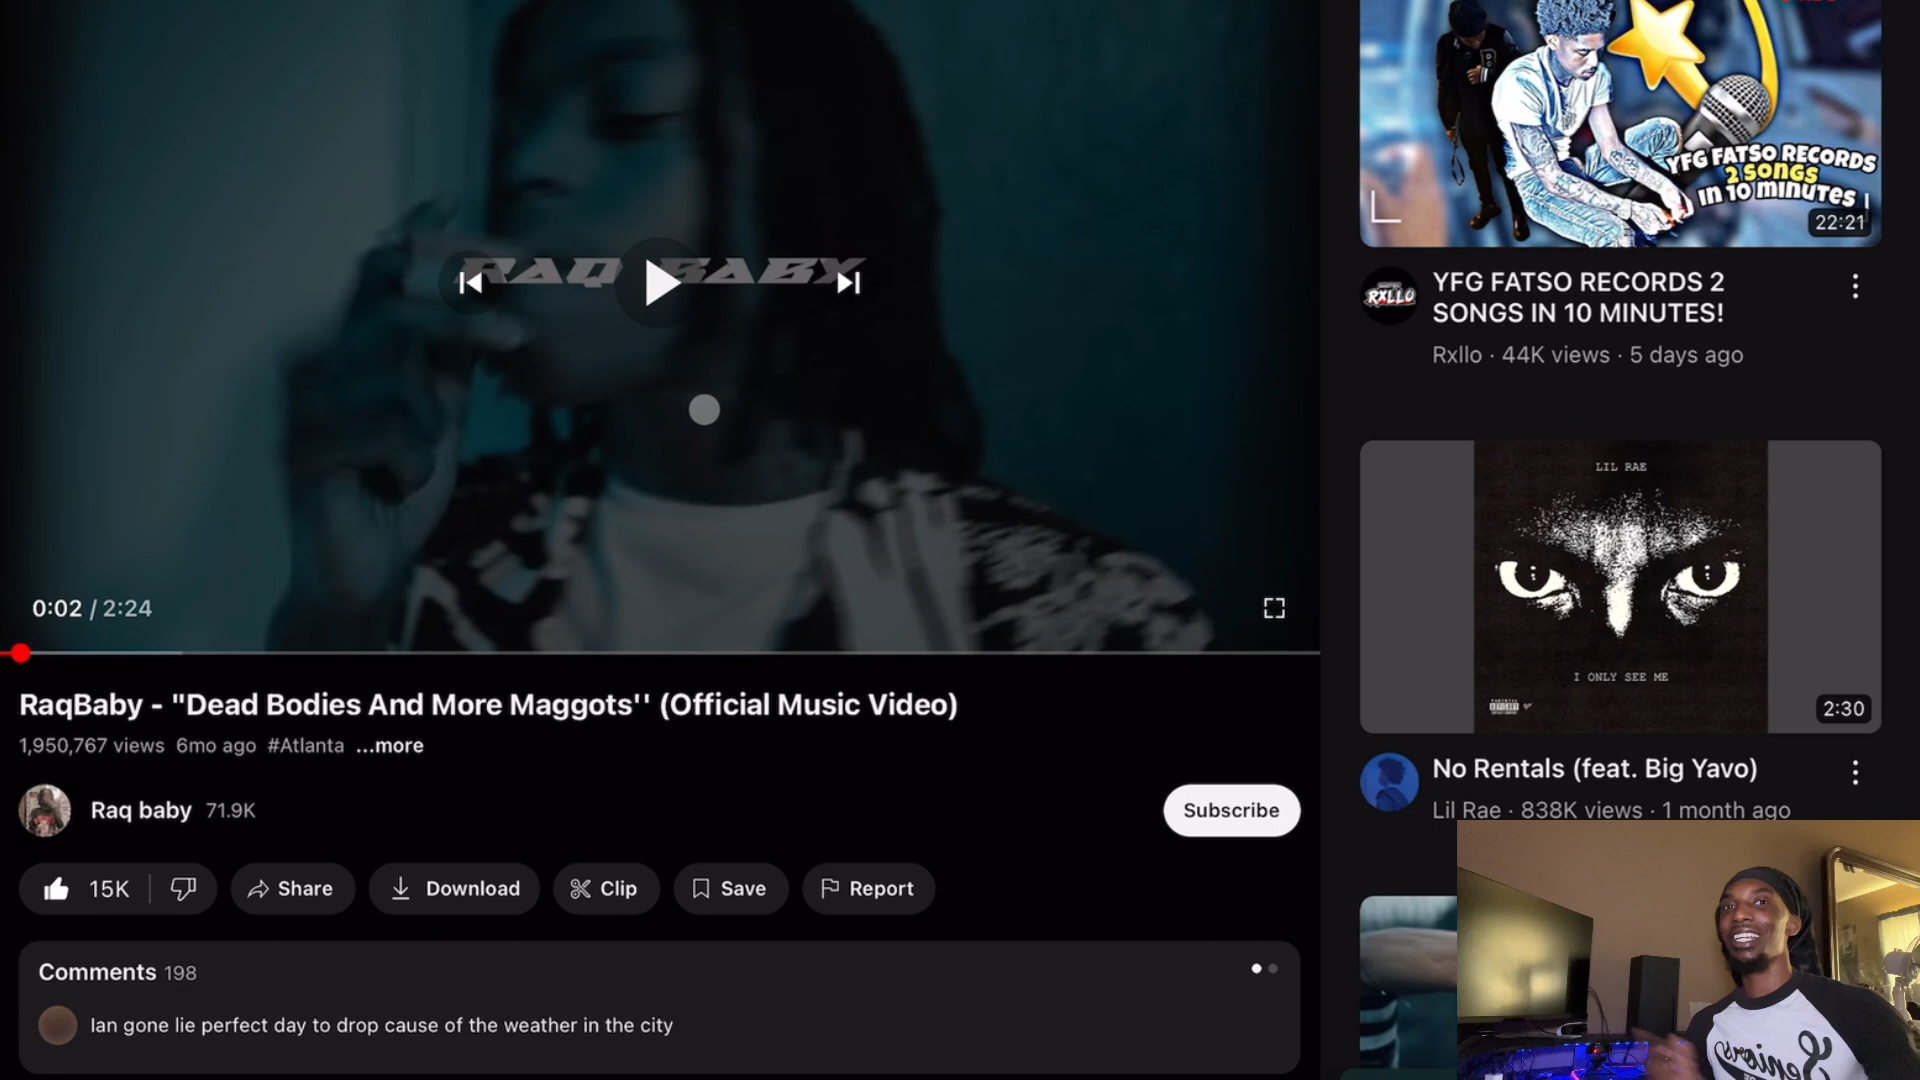 RAQ BABY
0:02 / 2:24
RaqBaby - "Dead Bodies And More Maggots'' (Official Music Video)
1,950,767 views 6mo ago #Atlanta ...more
Raq baby 71.9K
Subscribe
15K
Share
Download
Clip
Save
Report
Comments 198
Ian gone lie perfect day to drop cause of the weather in the city
YFG FATSO RECORDS
2 SONGS
IN 10 MINUTES
22:21
RXLLO
YFG FATSO RECORDS 2
SONGS IN 10 MINUTES!
Rxllo · 44K views · 5 days ago
LIL RAE
I ONLY SEE ME
2:30
No Rentals (feat. Big Yavo)
Lil Rae · 838K views · 1 month ago
Seniors